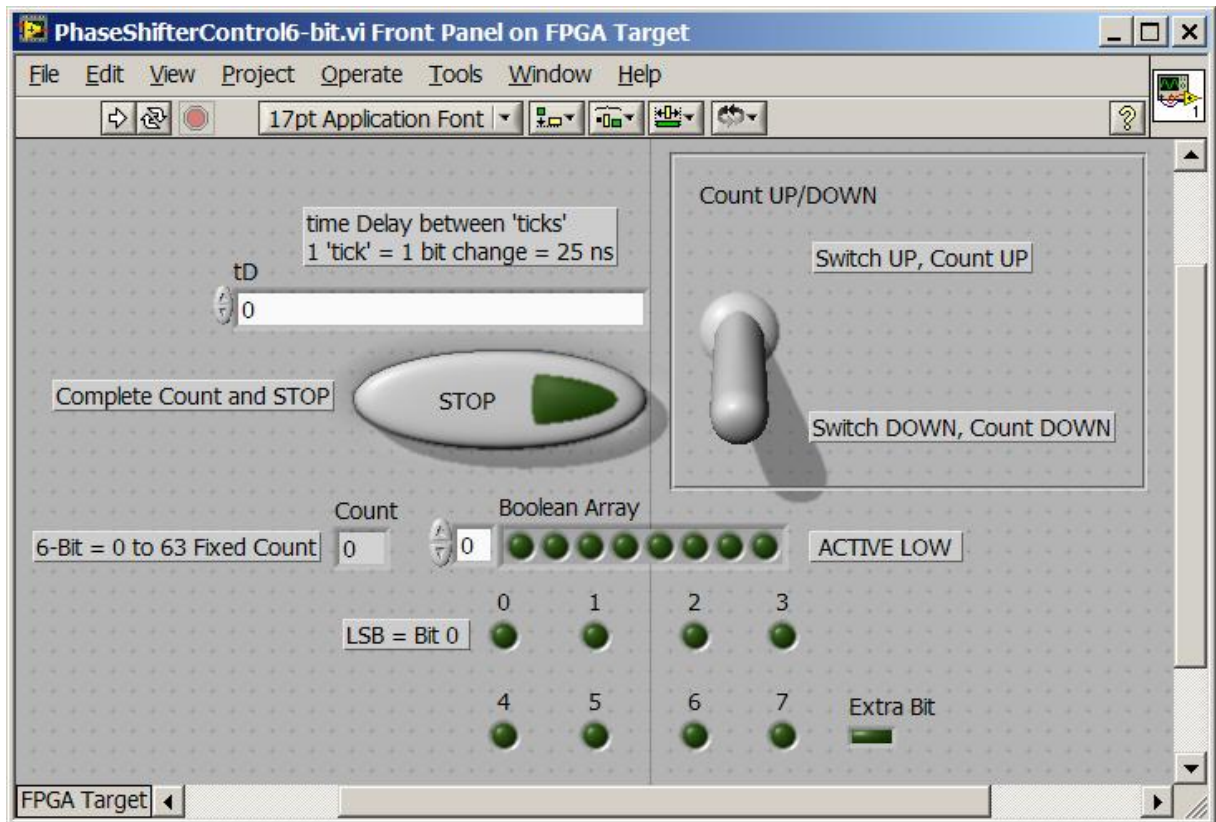 PhaseShifterControl6-bit.vi Front Panel on FPGA Target
File Edit View Project Operate Tools Window Help
17pt Application Font
?
1
Count UP/DOWN
time Delay between 'ticks'
1 'tick' = 1 bit change = 25 ns
Switch UP, Count UP
tD
0
Complete Count and STOP
STOP
Switch DOWN, Count DOWN
Count
Boolean Array
6-Bit = 0 to 63 Fixed Count
0
0
ACTIVE LOW
0 1 2 3
LSB = Bit 0
4 5 6 7
Extra Bit
FPGA Target